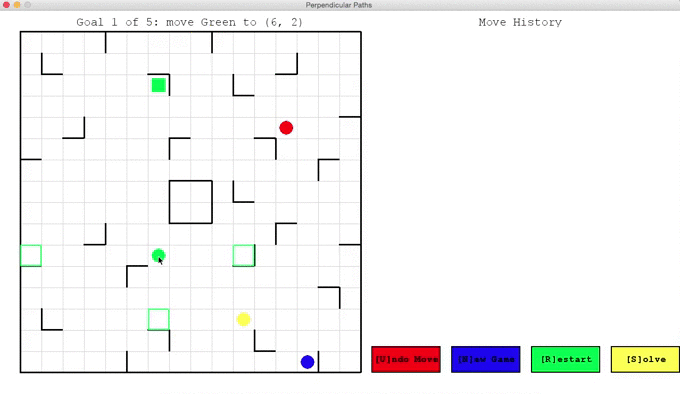 Perpendicular Paths
Goal 1 of 5: move Green to (6, 2)
Move History
[U]ndo Move
[N]ew Game
[R]estart
[S]olve